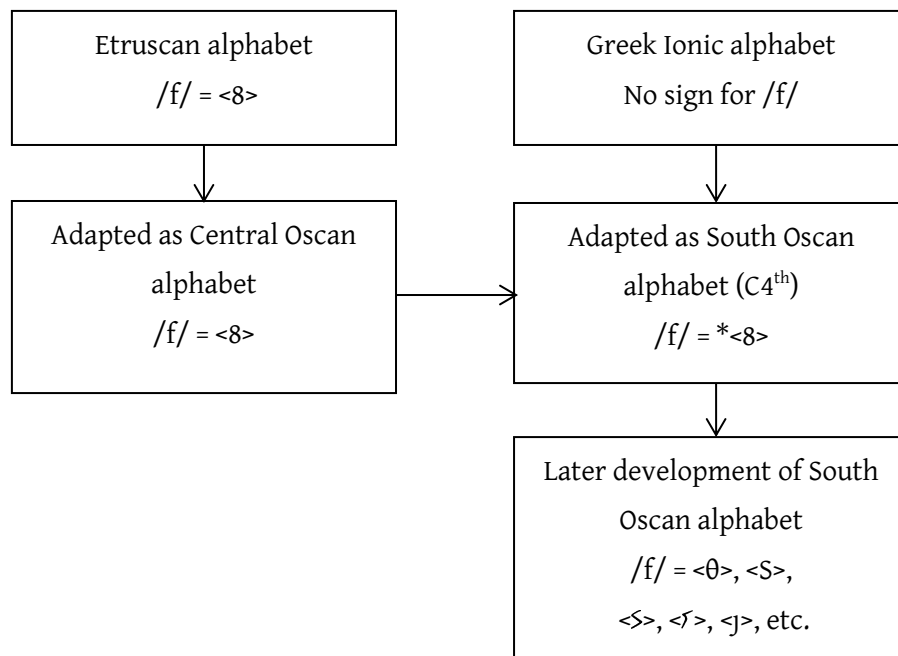 Etruscan alphabet
/f/ = <8>
Greek Ionic alphabet
No sign for /f/
Adapted as Central Oscan
alphabet
/f/ = <8>
Adapted as South Oscan
alphabet (C4th)
/f/ = *<8>
Later development of South
Oscan alphabet
/f/ = <θ>, <S>,
etc.